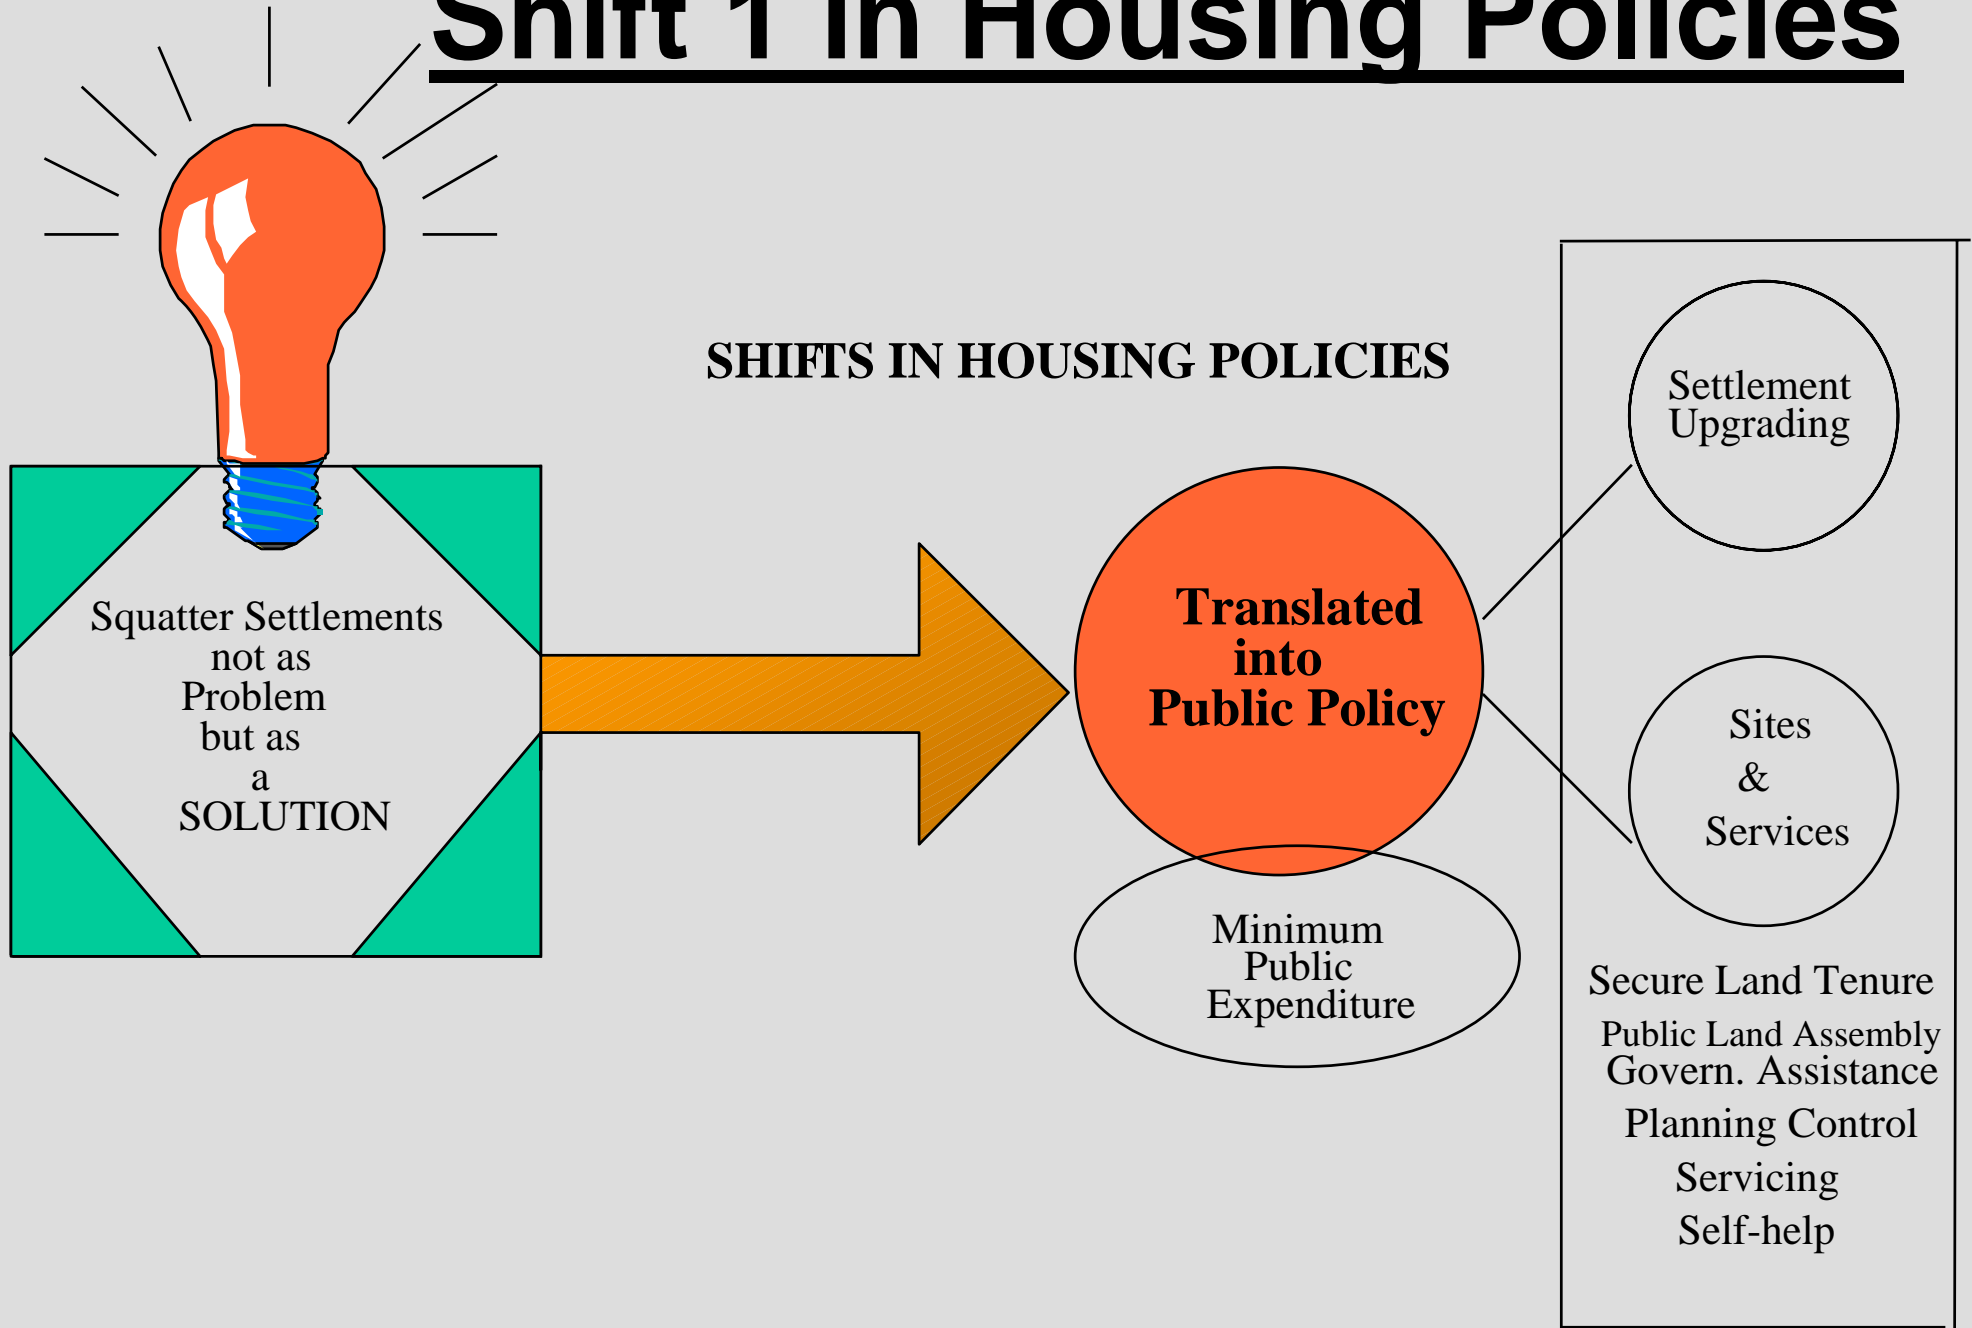 Shift 1 in Housing Policies
SHIFTS IN HOUSING POLICIES
Squatter Settlements
not as
Problem
but as
a
SOLUTION
Translated
into
Public Policy
Minimum
Public
Expenditure
Settlement
Upgrading
Sites
&
Services
Secure Land Tenure
Public Land Assembly
Govern. Assistance
Planning Control
Servicing
Self-help